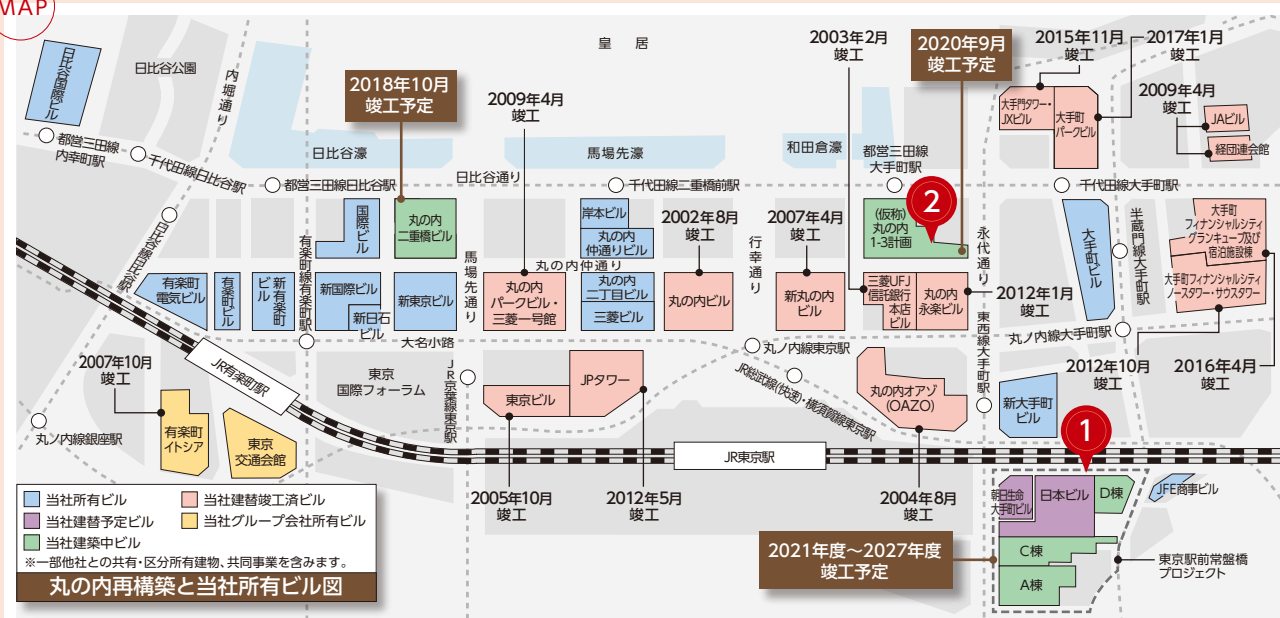 MAP
皇 居
日比谷国際ビル
日比谷公園
内堀通り
2018年10月
竣工予定
2009年4月
竣工
2003年2月
竣工
2020年9月
竣工予定
2015年11月
竣工
2017年1月
竣工
2009年4月
竣工
大手門タワー・
JXビル
大手町
パークビル
JAビル
経団連会館
都営三田線
内幸町駅
千代田線日比谷駅
日比谷濠
都営三田線日比谷駅
日比谷通り
馬場先濠
千代田線二重橋前駅
和田倉濠
都営三田線
大手町駅
千代田線大手町駅
日比谷線日比谷駅
国際ビル
丸の内
二重橋ビル
岸本ビル
丸の内
仲通りビル
2002年8月
竣工
2007年4月
竣工
(仮称)
丸の内
1-3計画
2
永代通り
大手町ビル
半蔵門線大手町駅
大手町
フィナンシャルシティ
グランキューブ及び
宿泊施設棟
大手町フィナンシャルシティ
ノースタワー・サウスタワー
有楽町線有楽町駅
馬場先通り
丸の内仲通り
行幸通り
有楽町
電気ビル
有楽町ビル
新有楽町
ビル
新国際ビル
新日石
ビル
新東京ビル
丸の内
パークビル・
三菱一号館
丸の内
二丁目ビル
三菱ビル
丸の内ビル
新丸の内
ビル
三菱UFJ
信託銀行
本店
ビル
丸の内
永楽ビル
2012年1月
竣工
大名小路
丸ノ内線東京駅
東西線大手町駅
丸ノ内線大手町駅
2012年10月
竣工
2016年4月
竣工
2007年10月
竣工
JR有楽町駅
東京
国際フォーラム
JR京葉線東京駅
東京ビル
JPタワー
JR総武線(快速)・横須賀線東京駅
丸の内オアゾ
(OAZO)
新大手町
ビル
1
丸ノ内線銀座駅
有楽町
イトシア
東京
交通会館
JR東京駅
2005年10月
竣工
2012年5月
竣工
2004年8月
竣工
朝日生命
大手町ビル
日本ビル
D棟
JFE商事ビル
C棟
A棟
東京駅前常盤橋
プロジェクト
2021年度〜2027年度
竣工予定
当社所有ビル
当社建替竣工済ビル
当社建替予定ビル
当社グループ会社所有ビル
当社建築中ビル
※一部他社との共有・区分所有建物、共同事業を含みます。
丸の内再構築と当社所有ビル図